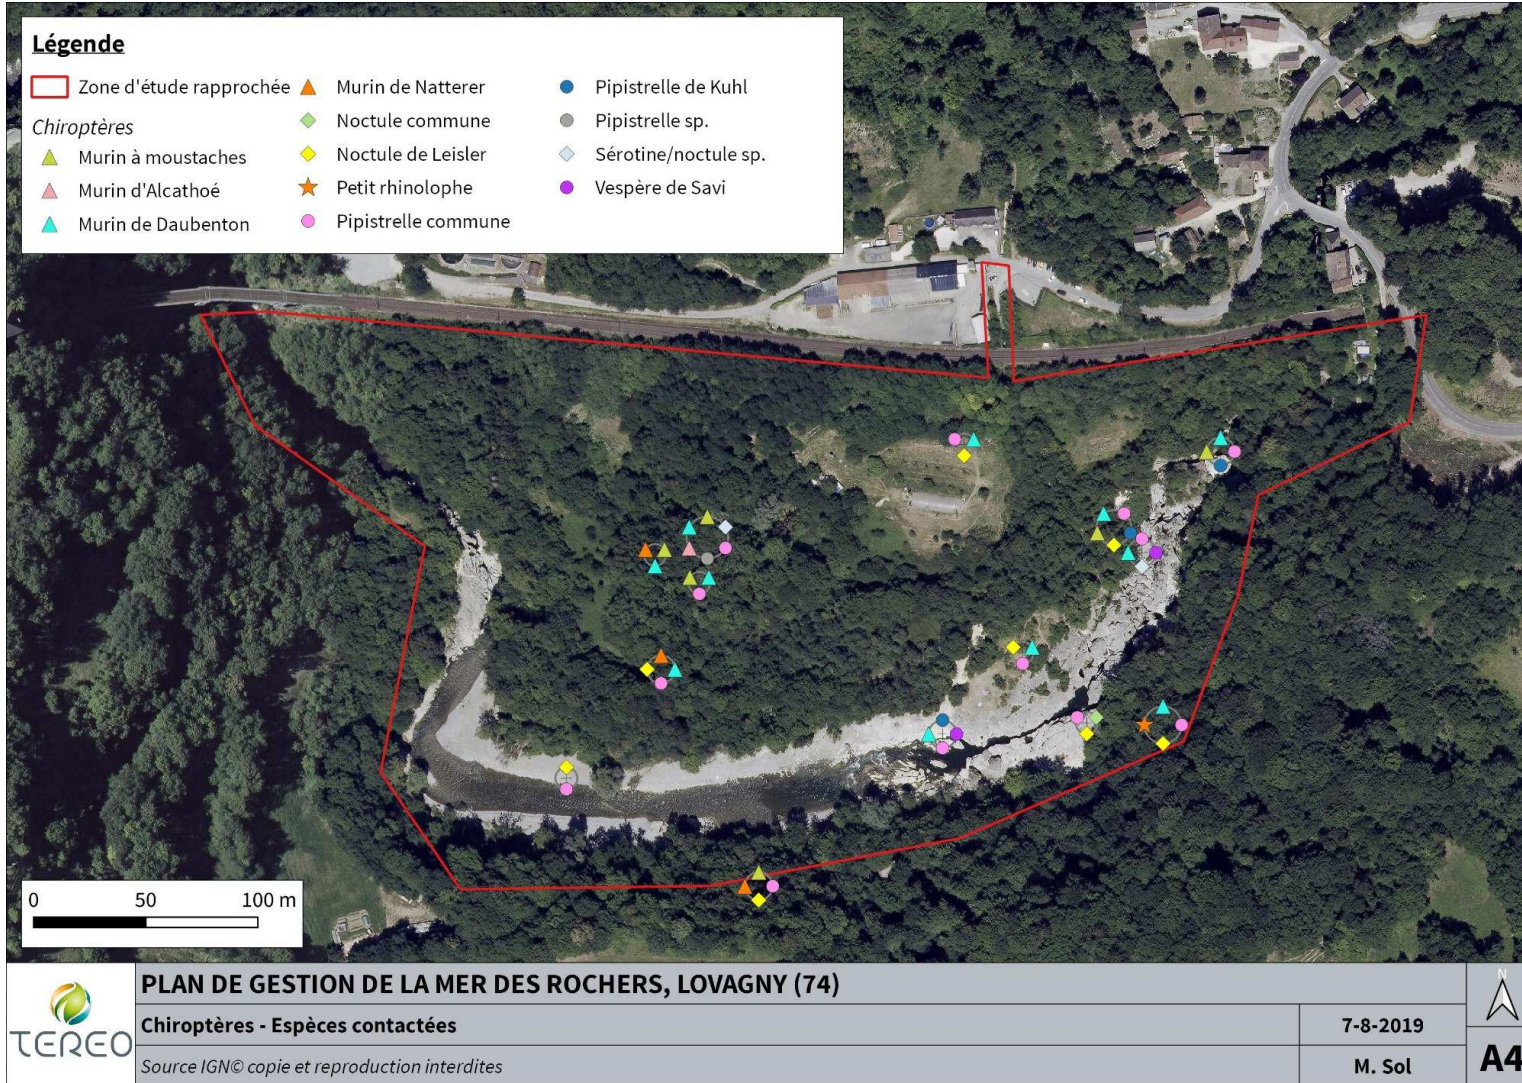 Légende
Zone d'étude rapprochée
Chiroptères
Murin à moustaches
Murin d'Alcathoé
Murin de Daubenton
Murin de Natterer
Noctule commune
Noctule de Leisler
Petit rhinolophe
Pipistrelle commune
Pipistrelle de Kuhl
Pipistrelle sp.
Sérotine/noctule sp.
Vespère de Savi
0 50 100 m
TEREO
PLAN DE GESTION DE LA MER DES ROCHERS, LOVAGNY (74)
Chiroptères - Espèces contactées
7-8-2019
Source IGN© copie et reproduction interdites
M. Sol
N
A4